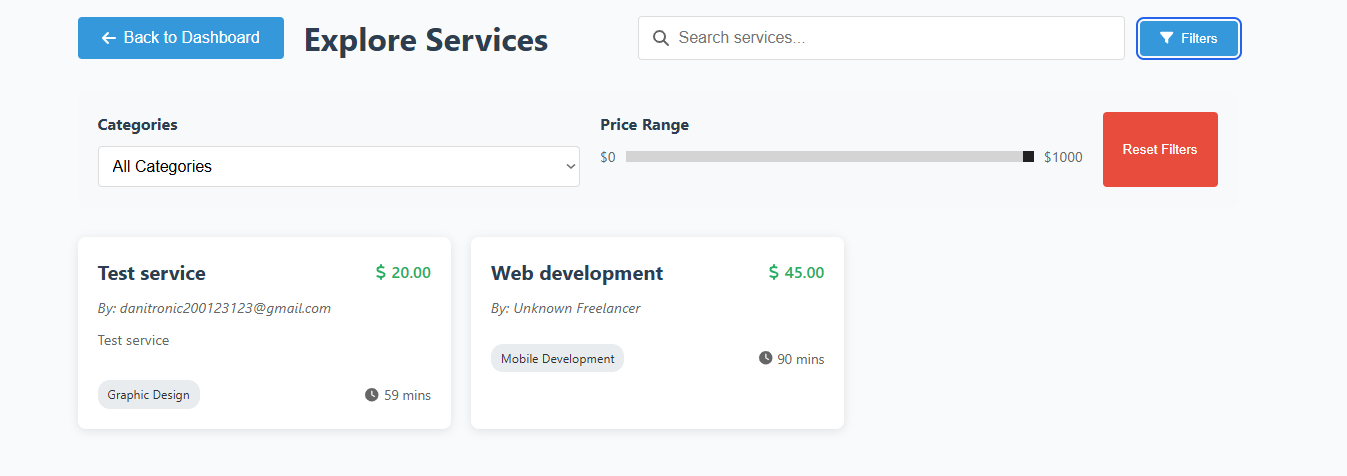 Back to Dashboard
Explore Services
Search services...
Filters
Categories
All Categories
Price Range
$0
$1000
Reset Filters
Test service
$ 20.00
By: danitronic200123123@gmail.com
Test service
Graphic Design
59 mins
Web development
$ 45.00
By: Unknown Freelancer
Mobile Development
90 mins